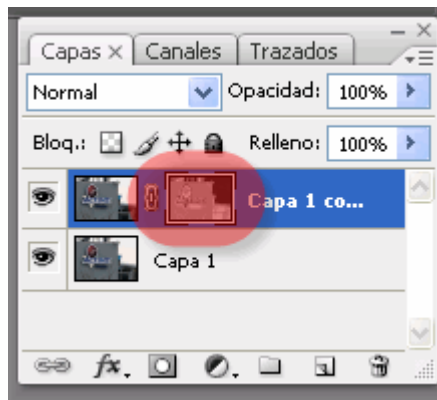 Capas × Canales Trazados
Normal Opacidad: 100%
Bloq.: Relleno: 100%
Capa 1 co...
Capa 1
fx.